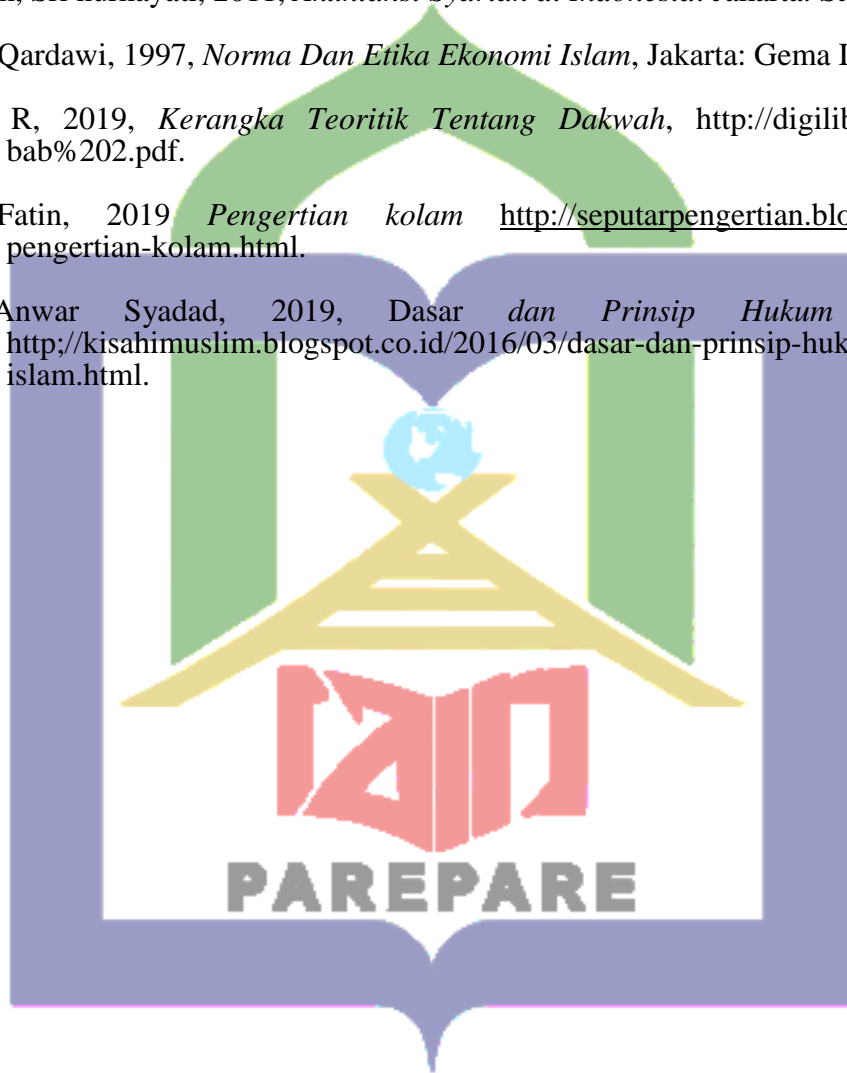 Qardawi, 1997, Norma Dan Etika Ekonomi Islam, Jakarta: Gema
R, 2019, Kerangka Teoritik Tentang Dakwah, http://digilib
bab%202.pdf.
Fatin, 2019 Pengertian kolam http://seputarpengertian.blo
pengertian-kolam.html.
Anwar Syadad, 2019, Dasar dan Prinsip Hukum
http;//kisahimuslim.blogspot.co.id/2016/03/dasar-dan-prinsip-huk
islam.html.
iain
PAREPARE